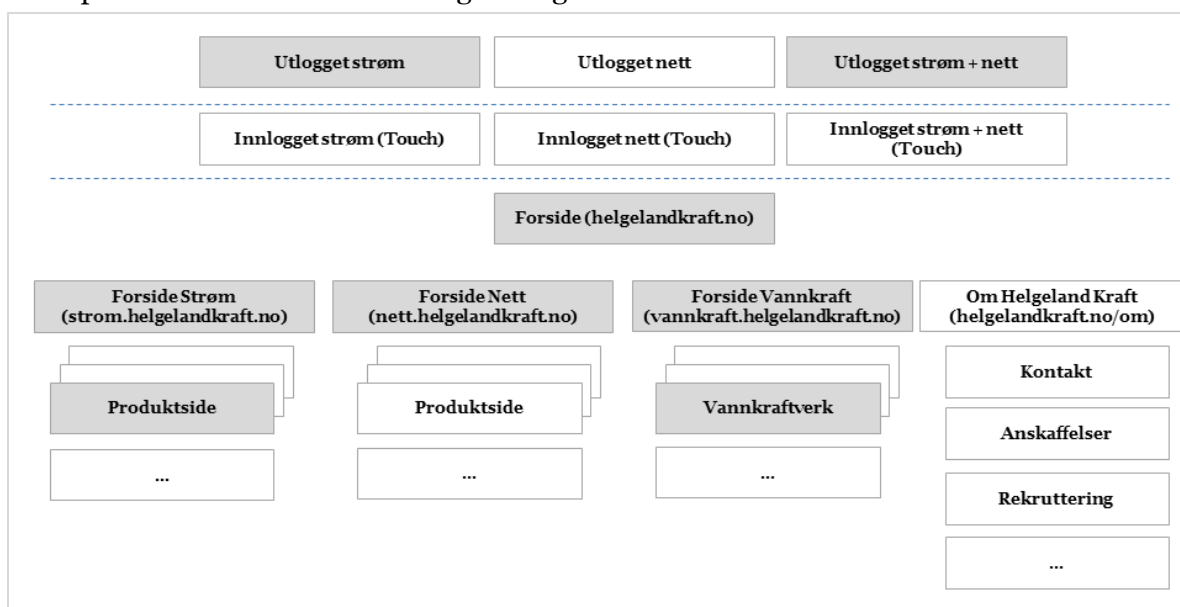 Utlogget strøm
Utlogget nett
Utlogget strøm + nett
Innlogget strøm (Touch)
Innlogget nett (Touch)
Innlogget strøm + nett
(Touch)
Forside (helgelandkraft.no)
Forside Strøm
(strom.helgelandkraft.no)
Forside Nett
(nett.helgelandkraft.no)
Forside Vannkraft
(vannkraft.helgelandkraft.no)
Om Helgeland Kraft
(helgelandkraft.no/om)
Produktside
...
Produktside
...
Vannkraftverk
...
Kontakt
Anskaffelser
Rekruttering
...